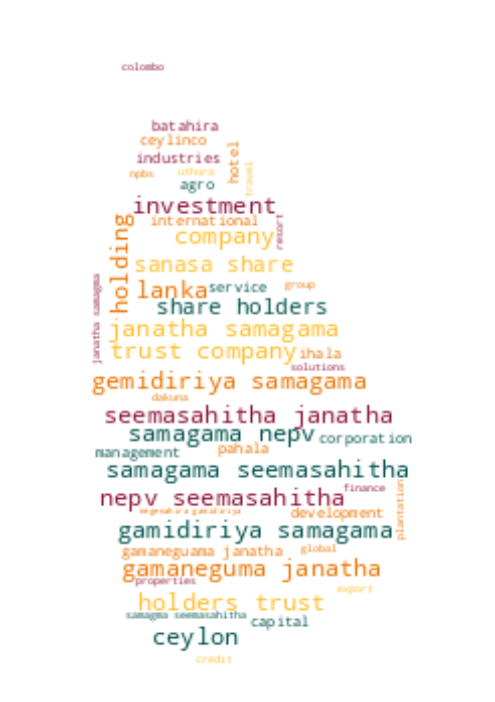 colombo
batahira
ceylinco
industries
hotel
npbs
uthura
travel
agro
investment
international
holding
company
resort
sanasa share
janatha samagma
lanka
service
group
share holders
janatha samagama
trust company
ihala
solutions
gemidiriya samagama
dakuna
seemasahitha janatha
samagama nepv
corporation
management
pahala
samagama seemasahitha
nepv seemasahitha
finance
plantation
development
gamidiriya samagama
gamaneguama janatha
global
gamaneguma janatha
properties
export
holders trust
samagma seemasahitha
capital
ceylon
credit